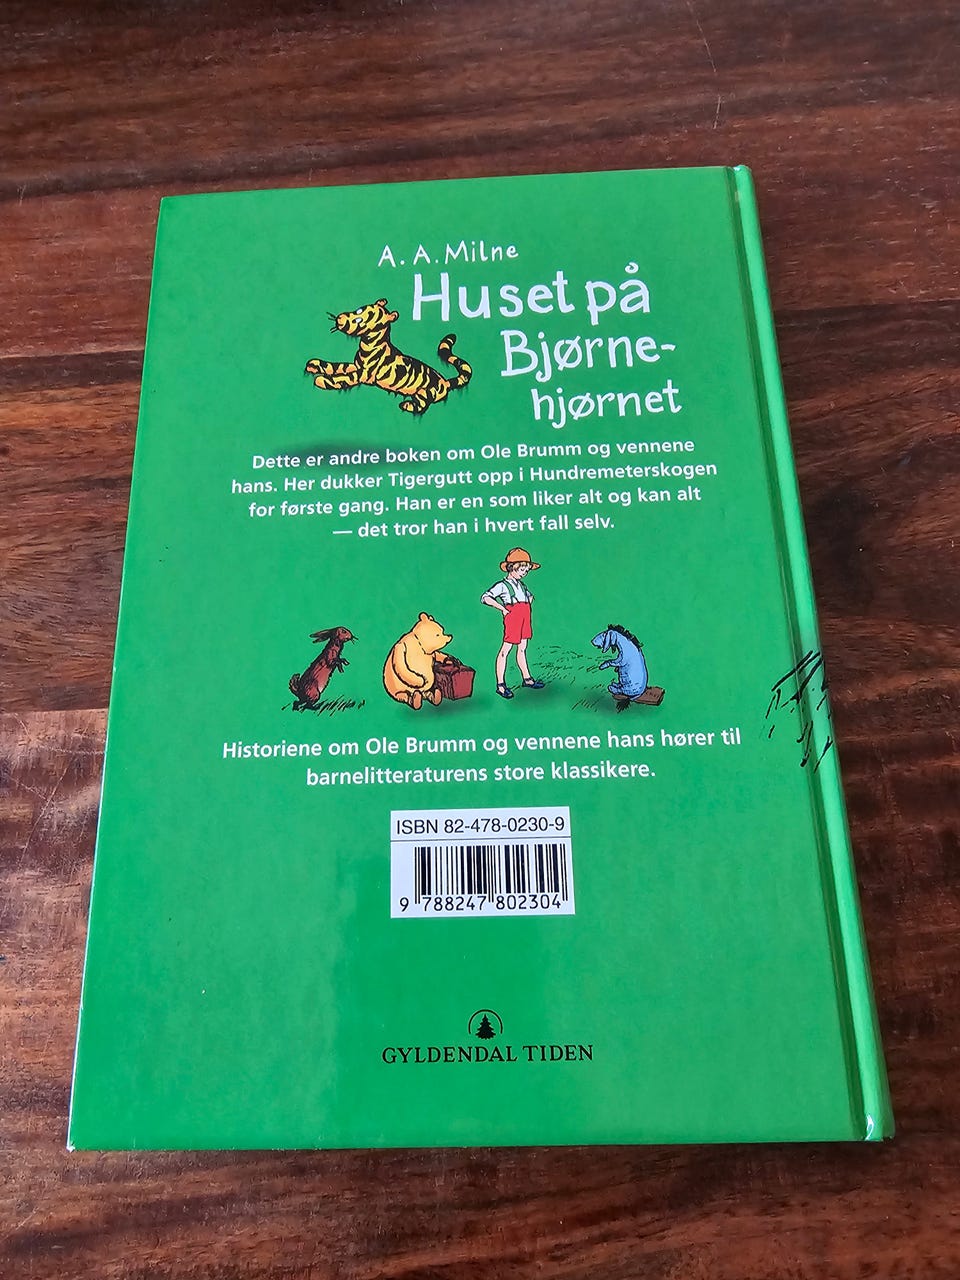 A. A. Milne
Huset på
Bjørne-
hjørnet
Dette er andre boken om Ole Brumm og vennene
hans. Her dukker Tigergutt opp i Hundremeterskogen
for første gang. Han er en som liker alt og kan alt
— det tror han i hvert fall selv.
Historiene om Ole Brumm og vennene hans hører til
barnelitteraturens store klassikere.
ISBN 82-478-0230-9
9 788247 802304
GYLDENDAL TIDEN